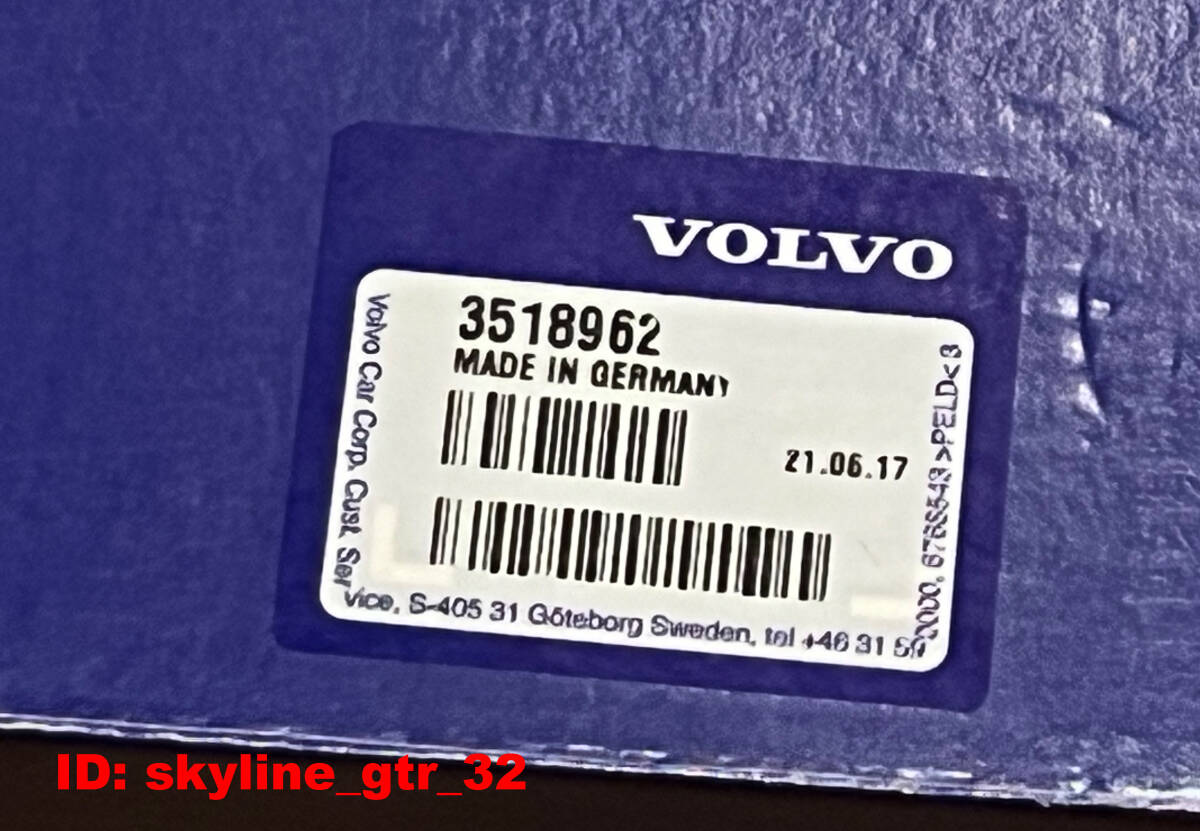 VOLVO
3518962
MADE IN GERMANY
21.06.17
Volvo Car Corp. Cust. Service, S-405 31 Göteborg Sweden, tel +46 31 59 >PELD<
ID: skyline_gtr_32